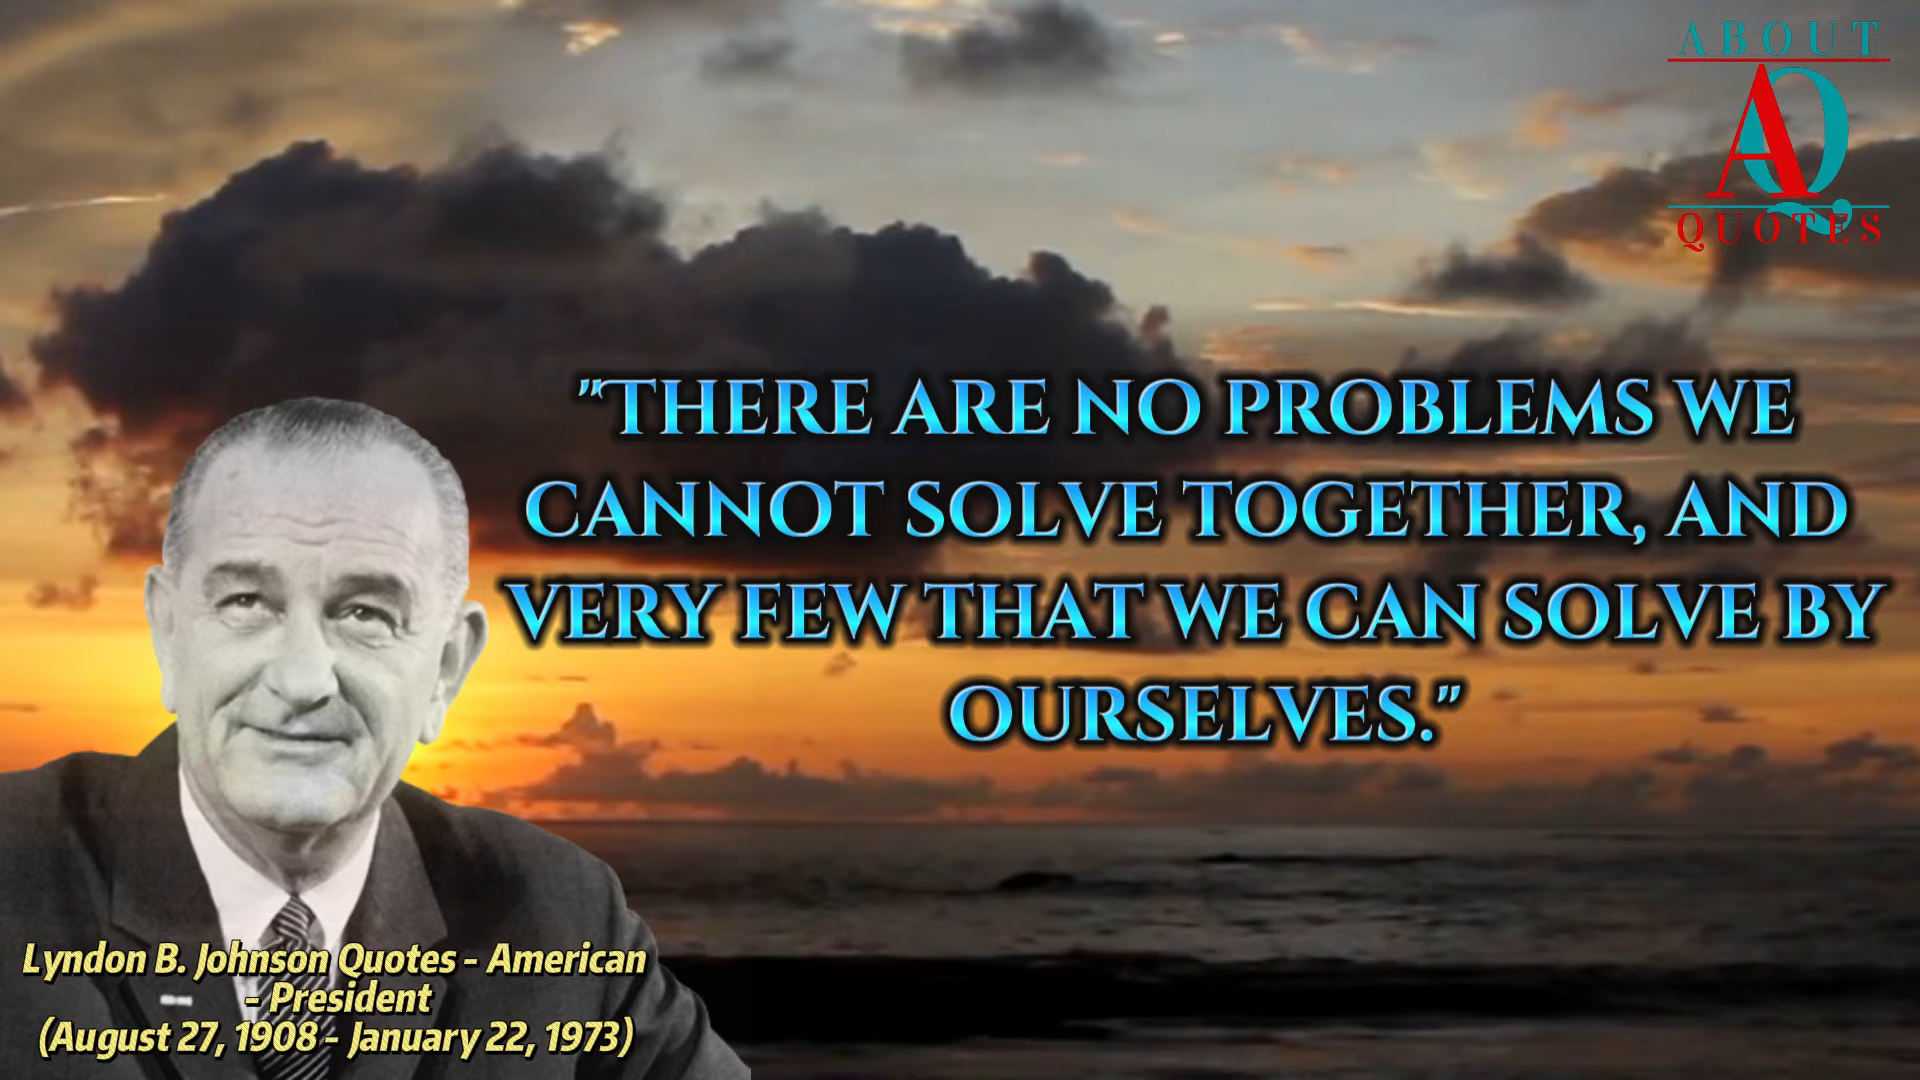 ABOUT
AQ
QUOTES
"THERE ARE NO PROBLEMS WE
CANNOT SOLVE TOGETHER, AND
VERY FEW THAT WE CAN SOLVE BY
OURSELVES."
Lyndon B. Johnson Quotes - American
- President
(August 27, 1908 - January 22, 1973)